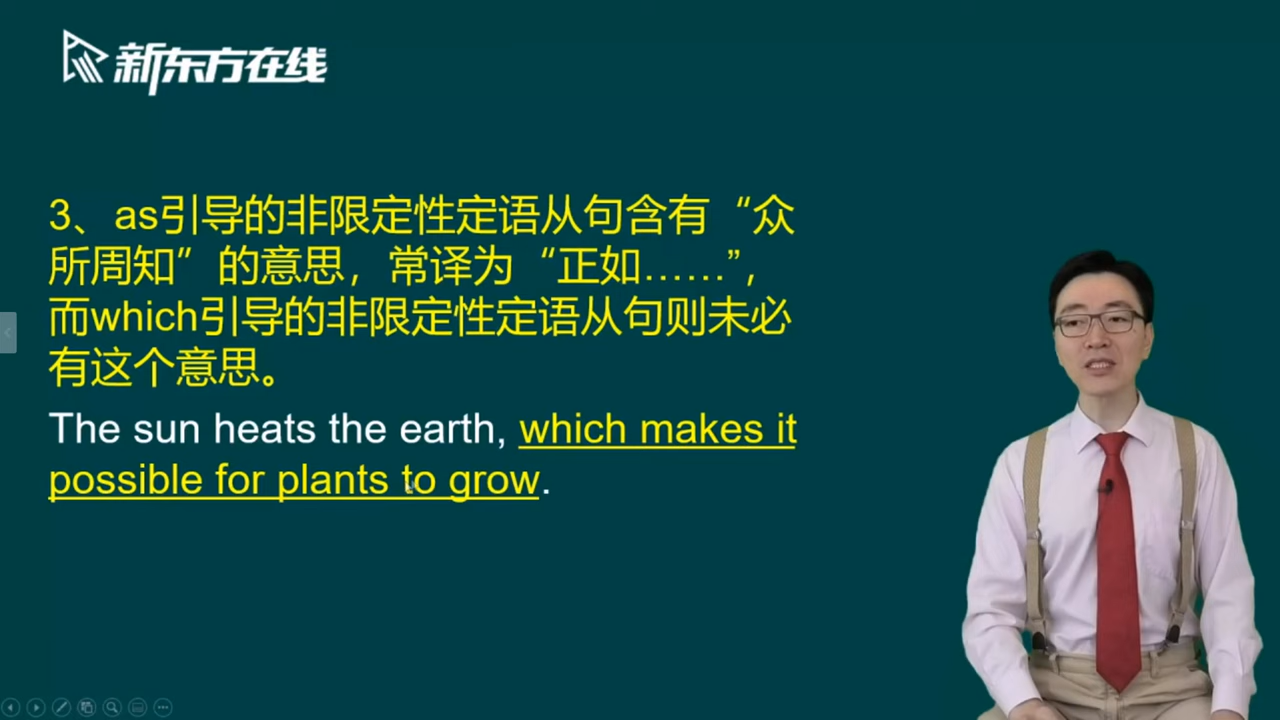 新东方在线
3、as引导的非限定性定语从句含有“众
所周知”的意思，常译为“正如……”，
而which引导的非限定性定语从句则未必
有这个意思。
The sun heats the earth, which makes it
possible for plants to grow.